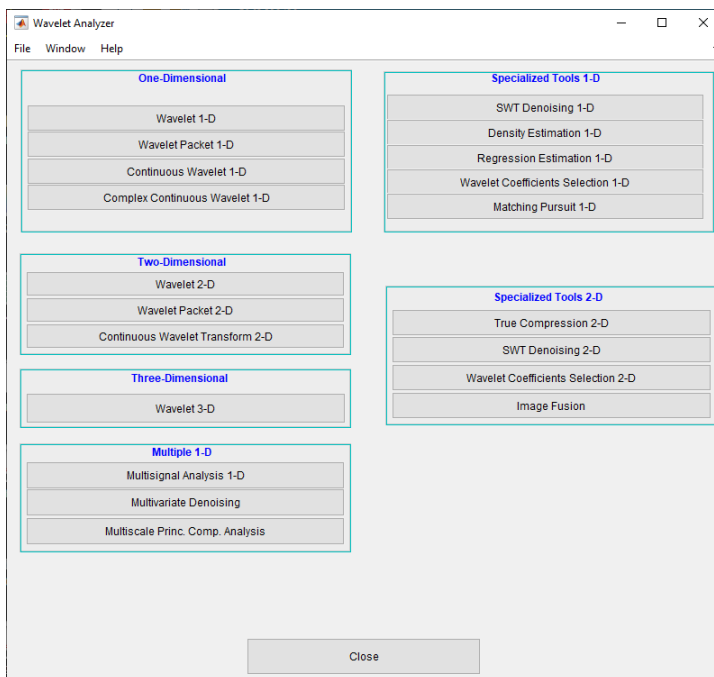 Wavelet Analyzer
File Window Help
One-Dimensional
Wavelet 1-D
Wavelet Packet 1-D
Continuous Wavelet 1-D
Complex Continuous Wavelet 1-D
Two-Dimensional
Wavelet 2-D
Wavelet Packet 2-D
Continuous Wavelet Transform 2-D
Three-Dimensional
Wavelet 3-D
Multiple 1-D
Multisignal Analysis 1-D
Multivariate Denoising
Multiscale Princ. Comp. Analysis
Specialized Tools 1-D
SWT Denoising 1-D
Density Estimation 1-D
Regression Estimation 1-D
Wavelet Coefficients Selection 1-D
Matching Pursuit 1-D
Specialized Tools 2-D
True Compression 2-D
SWT Denoising 2-D
Wavelet Coefficients Selection 2-D
Image Fusion
Close